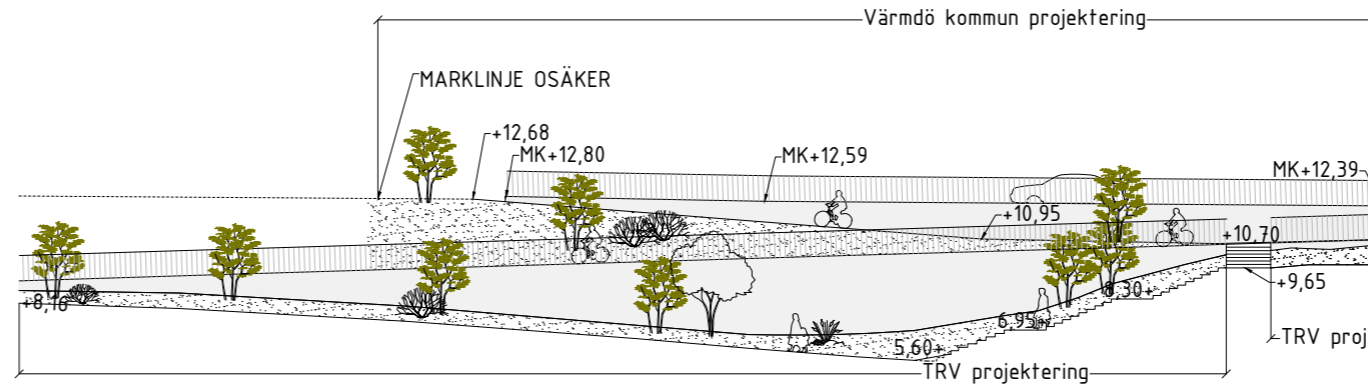 Värmdö kommun projektering
MARKLINJE OSÄKER
+12,68
MK+12,80
MK+12,59
MK+12,39
+10,95
+10,70
+9,65
8,30+
+8,16
6,95+
5,60+
TRV proj
TRV projektering